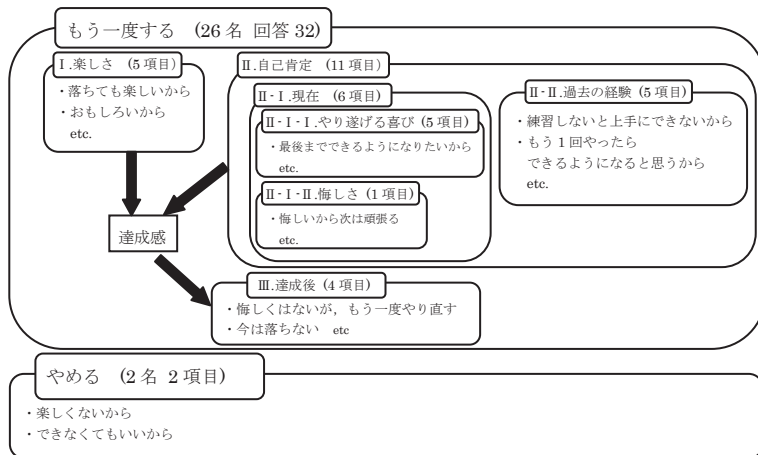 もう一度する (26名 回答32)
Ⅰ.楽しさ (5項目)
・落ちても楽しいから
・おもしろいから
etc.
Ⅱ.自己肯定 (11項目)
Ⅱ-Ⅰ.現在 (6項目)
Ⅱ-Ⅰ-Ⅰ.やり遂げる喜び (5項目)
・最後までできるようになりたいから
etc.
Ⅱ-Ⅰ-Ⅱ.悔しさ (1項目)
・悔しいから次は頑張る
etc.
Ⅱ-Ⅱ.過去の経験 (5項目)
・練習しないと上手にできないから
・もう1回やったら
できるようになると思うから
etc.
達成感
Ⅲ.達成後 (4項目)
・悔しくはないが，もう一度やり直す
・今は落ちない etc
やめる (2名 2項目)
・楽しくないから
・できなくてもいいから